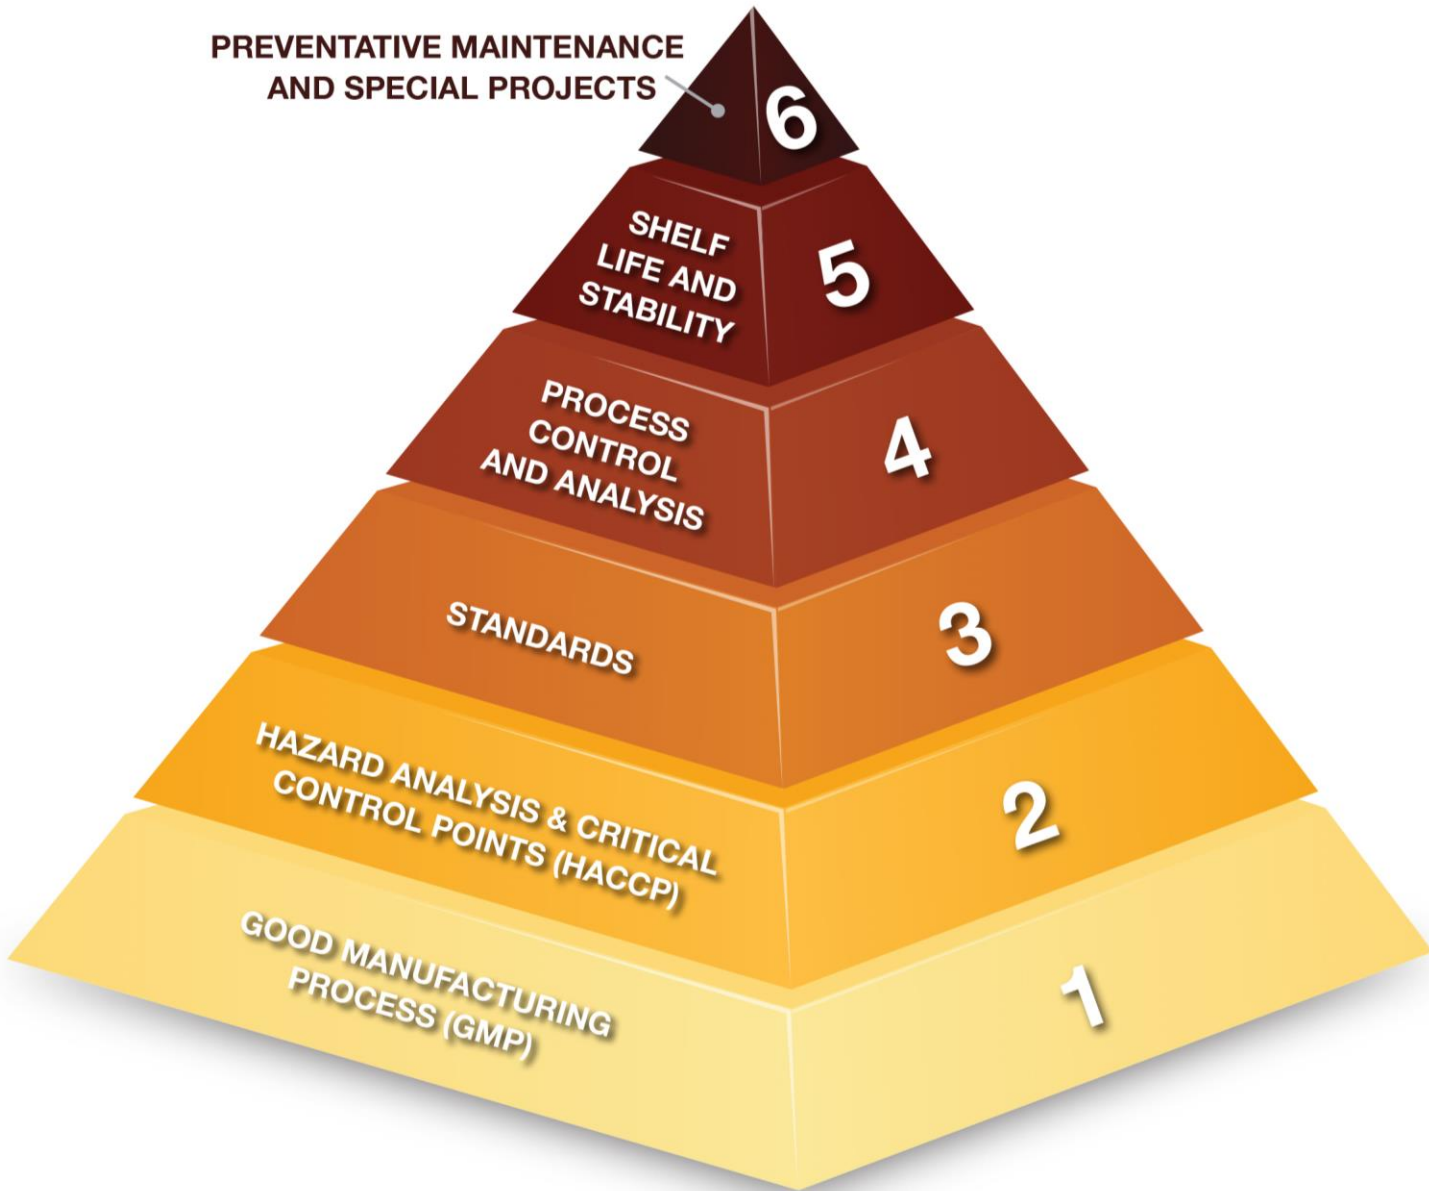 PREVENTATIVE MAINTENANCE
AND SPECIAL PROJECTS
6
SHELF
LIFE AND
STABILITY
5
PROCESS
CONTROL
AND ANALYSIS
4
STANDARDS
3
HAZARD ANALYSIS & CRITICAL
CONTROL POINTS (HACCP)
2
GOOD MANUFACTURING
PROCESS (GMP)
1